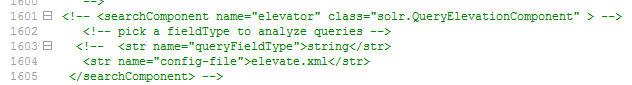 1600 -->
1601 <!-- <searchComponent name="elevator" class="solr.QueryElevationComponent" > -->
1602 <!-- pick a fieldType to analyze queries -->
1603 <!-- <str name="queryFieldType">string</str>
1604 <str name="config-file">elevate.xml</str>
1605 </searchComponent> -->